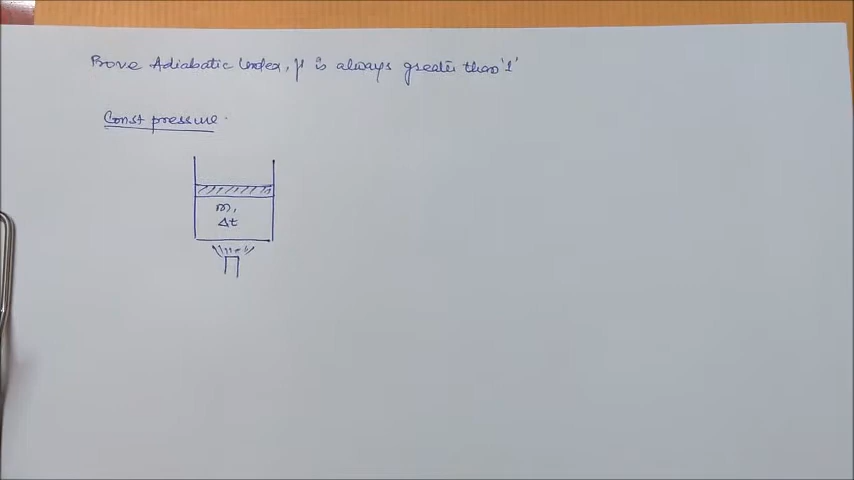 Prove Adiabatic Index, γ is always greater than '1'
Const pressure.
m,
Δt